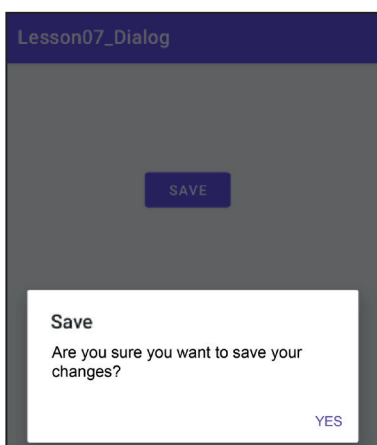 Lesson07_Dialog
SAVE
Save
Are you sure you want to save your
changes?
YES